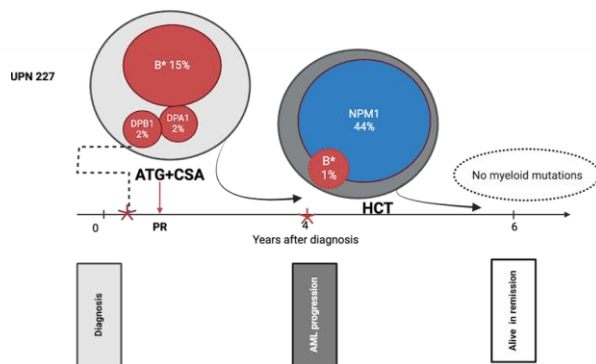 UPN 227
B* 15%
DPB1
2%
DPA1
2%
NPM1
44%
B*
1%
No myeloid mutations
ATG+CSA
HCT
0
PR
4
6
Years after diagnosis
Diagnosis
AML progression
Alive in remission